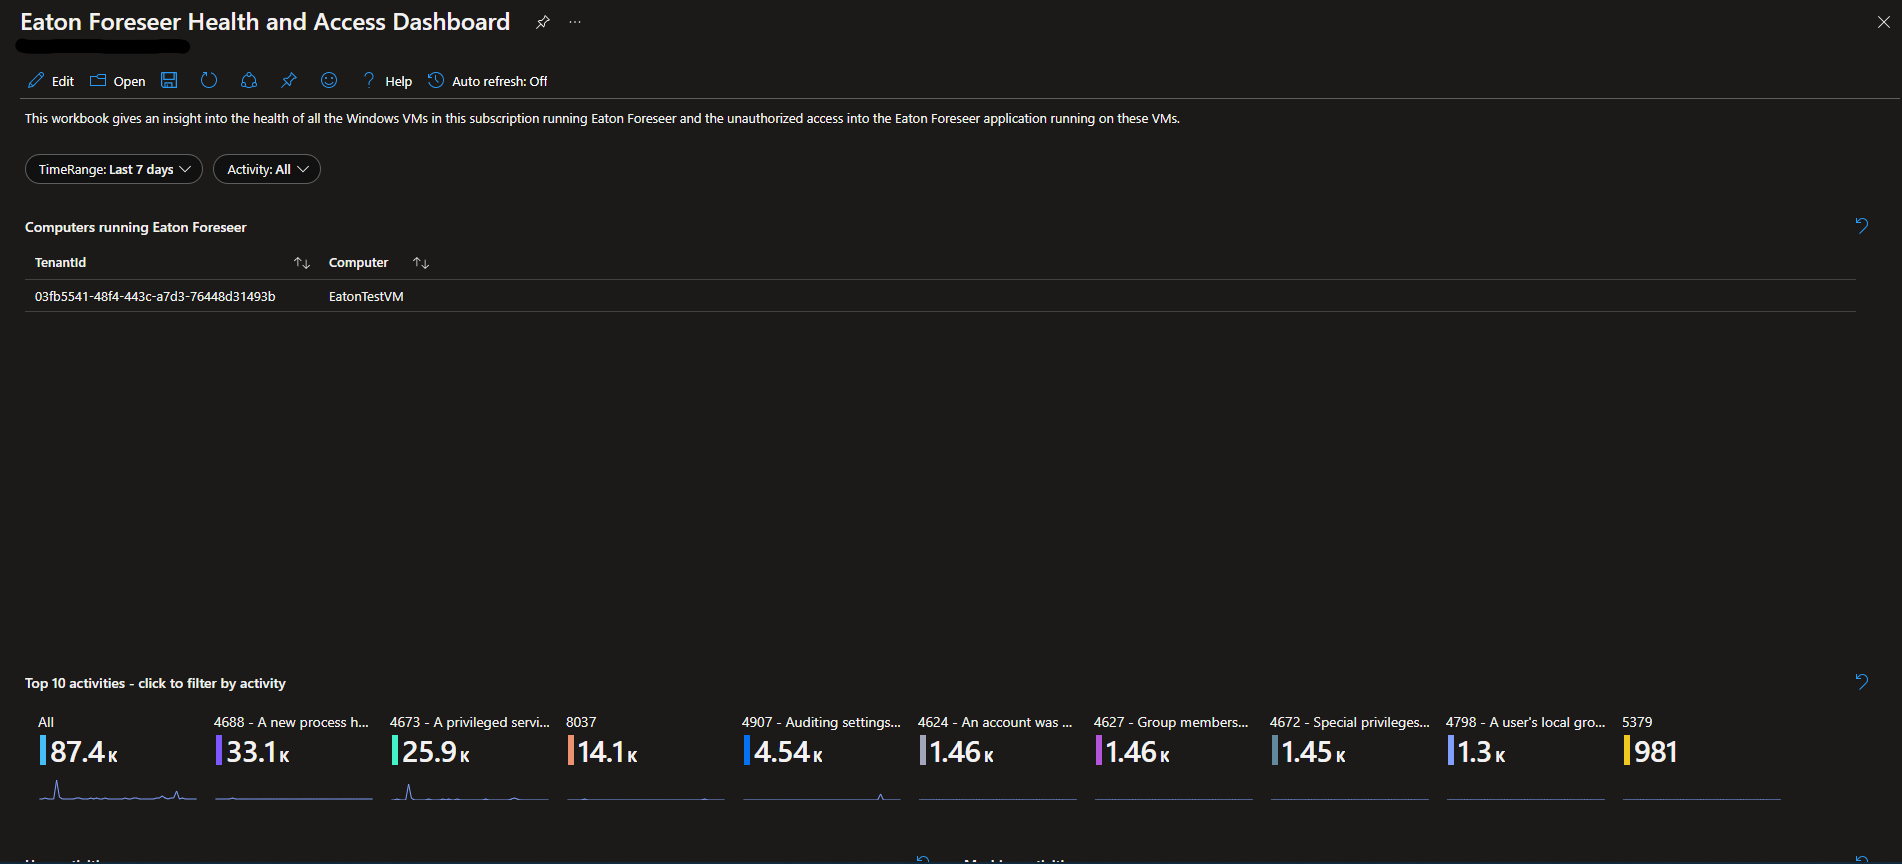 Eaton Foreseer Health and Access Dashboard
Edit Open Help Auto refresh: Off
This workbook gives an insight into the health of all the Windows VMs in this subscription running Eaton Foreseer and the unauthorized access into the Eaton Foreseer application running on these VMs.
TimeRange: Last 7 days Activity: All
Computers running Eaton Foreseer
TenantId Computer
03fb5541-48f4-443c-a7d3-76448d31493b EatonTestVM
Top 10 activities - click to filter by activity
All 4688 - A new process h... 4673 - A privileged servi... 8037 4907 - Auditing settings... 4624 - An account was ... 4627 - Group members... 4672 - Special privileges... 4798 - A user's local gro... 5379
87.4K 33.1K 25.9K 14.1K 4.54K 1.46K 1.46K 1.45K 1.3K 981